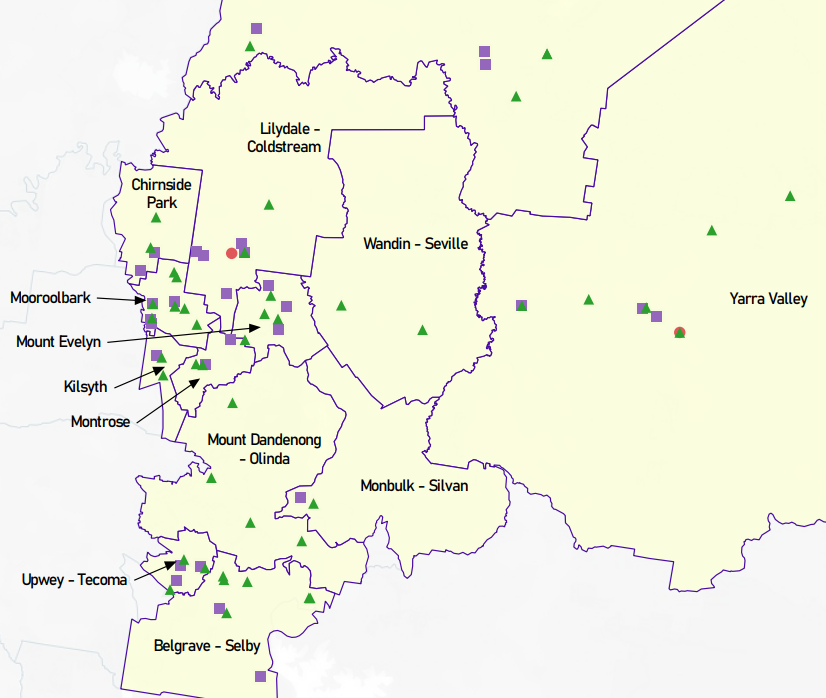 Lilydale -
Coldstream
Chirnside
Park
Wandin - Seville
Mooroolbark
Yarra Valley
Mount Evelyn
Kilsyth
Montrose
Mount Dandenong
- Olinda
Monbulk - Silvan
Upwey - Tecoma
Belgrave - Selby